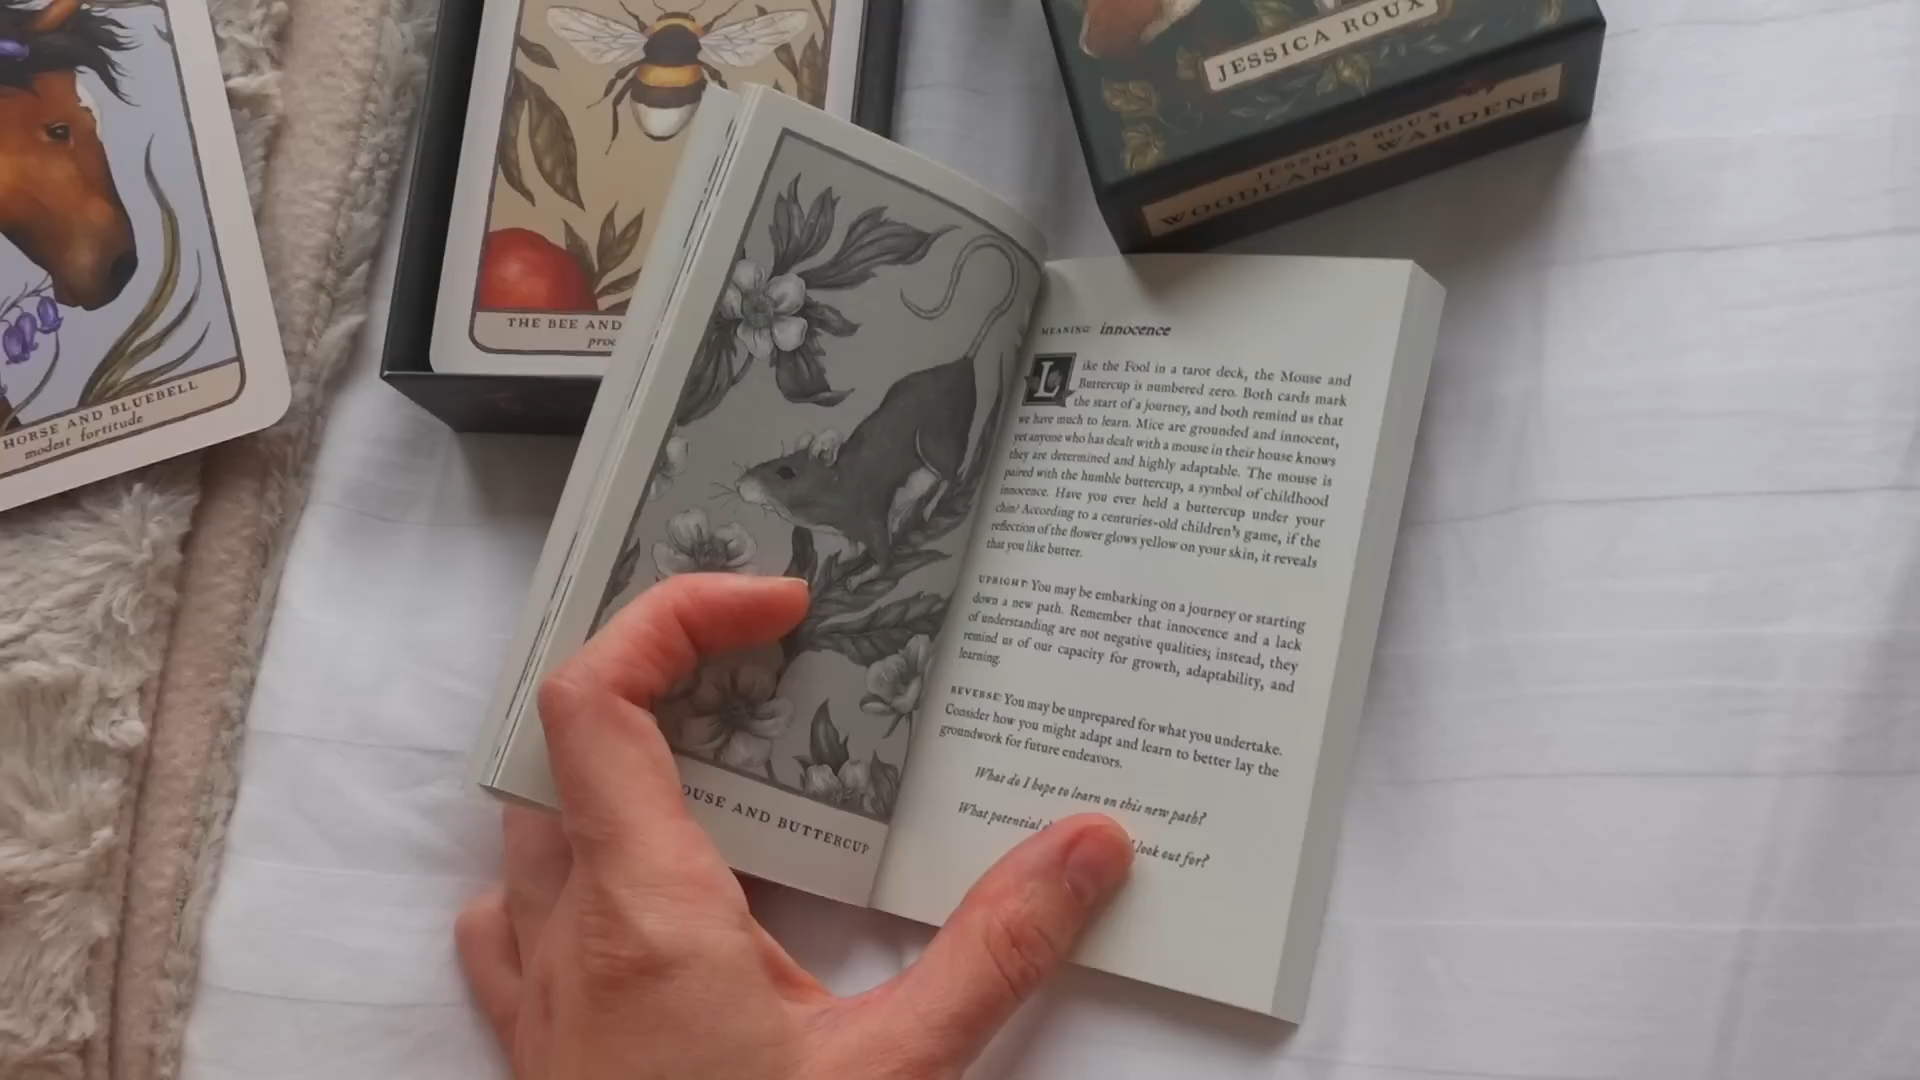 JESSICA ROUX
JESSICA ROUX
WOODLAND WARDENS
THE BEE AND
HORSE AND BLUEBELL
modest fortitude
OUSE AND BUTTERCUP
MEANING: innocence
Like the Fool in a tarot deck, the Mouse and
Buttercup is numbered zero. Both cards mark
the start of a journey, and both remind us that
we have much to learn. Mice are grounded and innocent,
yet anyone who has dealt with a mouse in their house knows
they are determined and highly adaptable. The mouse is
paired with the humble buttercup, a symbol of childhood
innocence. Have you ever held a buttercup under your
chin? According to a centuries-old children's game, if the
reflection of the flower glows yellow on your skin, it reveals
that you like butter.
UPRIGHT: You may be embarking on a journey or starting
down a new path. Remember that innocence and a lack
of understanding are not negative qualities; instead, they
remind us of our capacity for growth, adaptability, and
learning.
REVERSE: You may be unprepared for what you undertake.
Consider how you might adapt and learn to better lay the
groundwork for future endeavors.
What do I hope to learn on this new path?
What potential look out for?